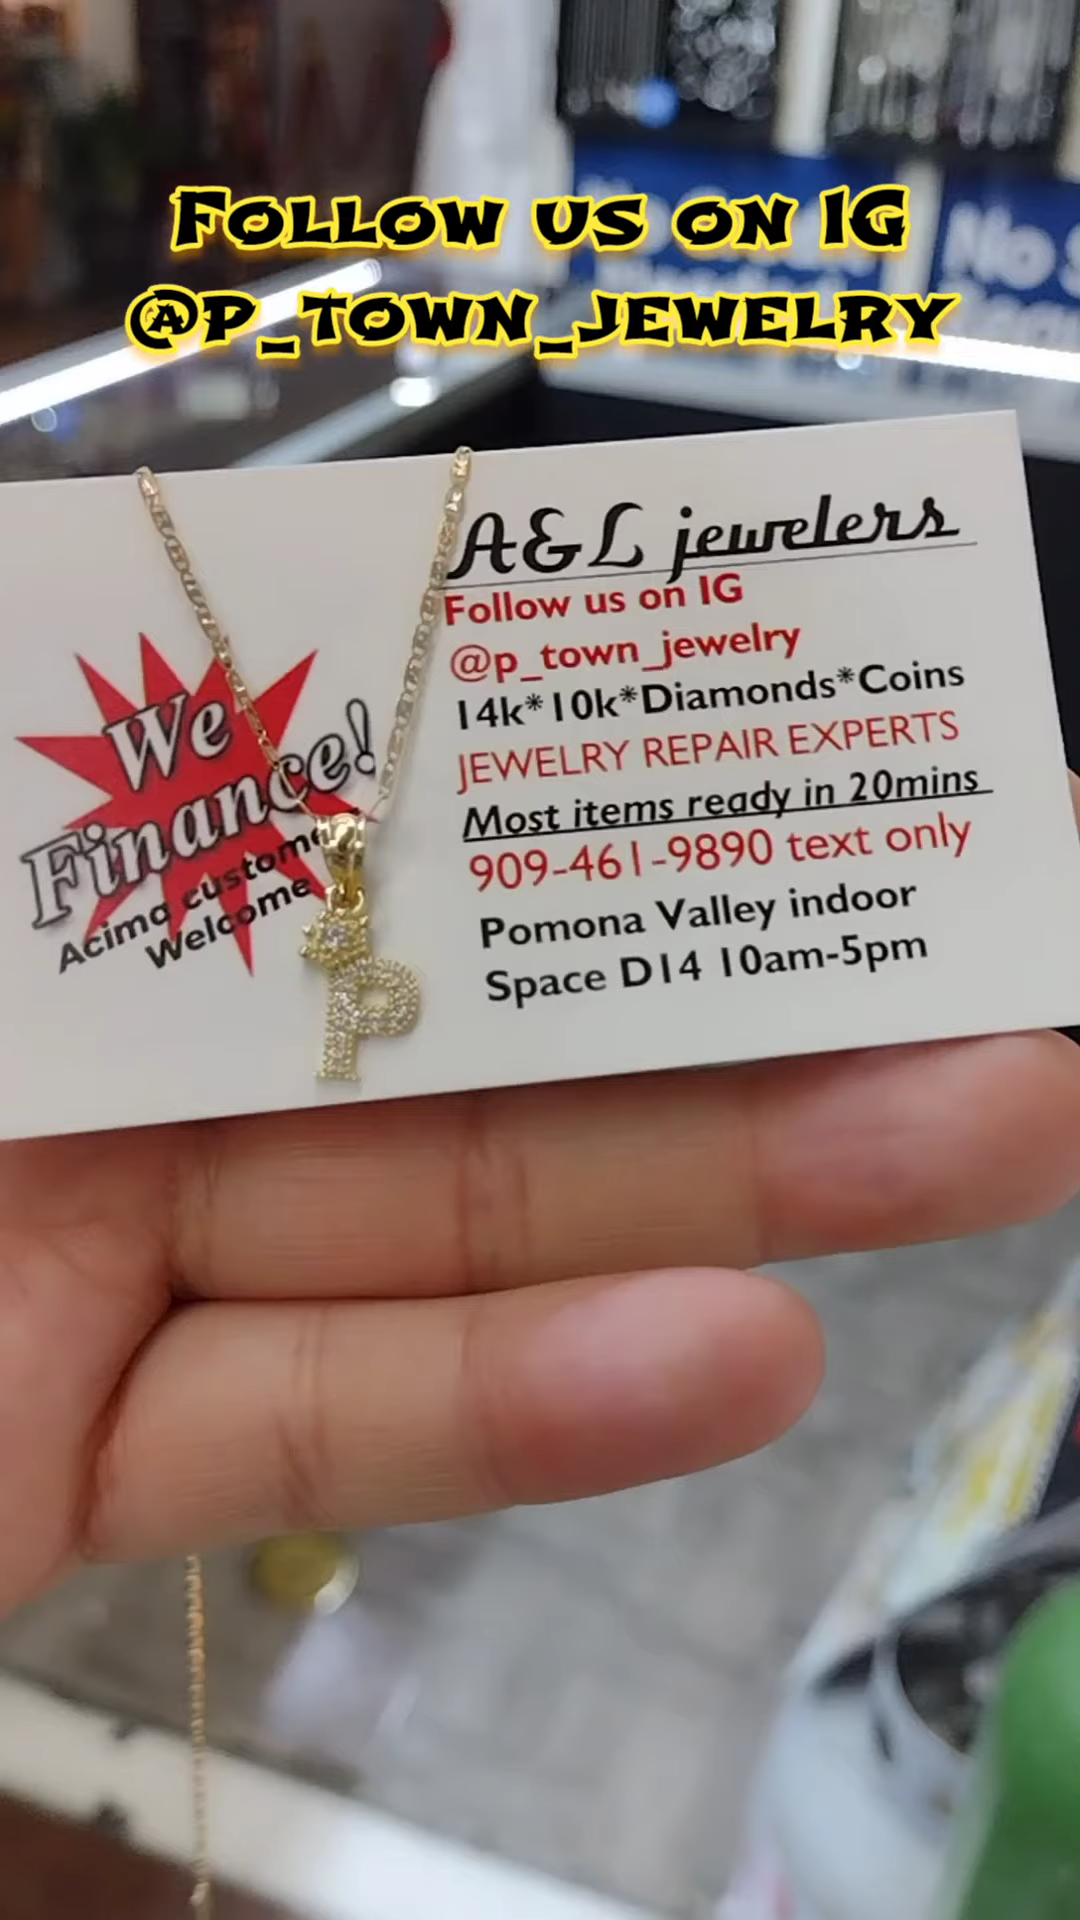 Follow us on IG
@p_town_jewelry
A&L jewelers
Follow us on IG
@p_town_jewelry
14k*10k*Diamonds*Coins
JEWELRY REPAIR EXPERTS
Most items ready in 20mins
909-461-9890 text only
Pomona Valley indoor
Space D14 10am-5pm
We
Finance!
Acima custome
Welcome
No
No S